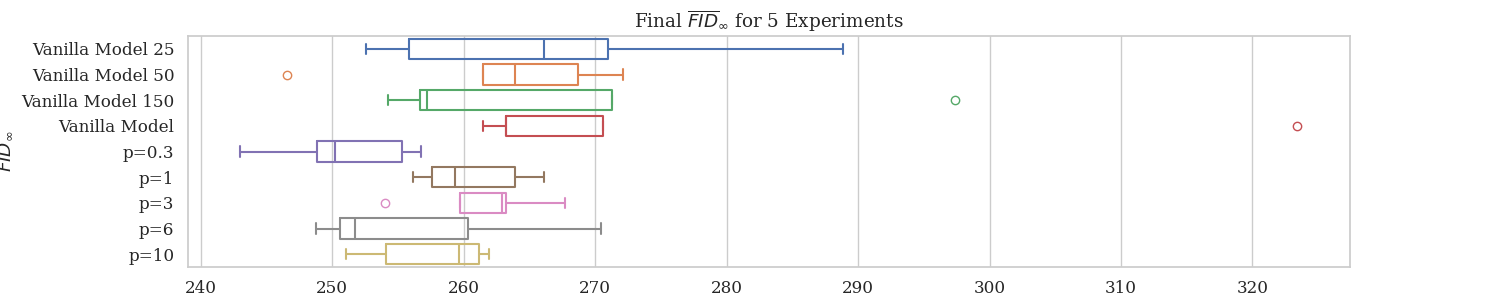 Final $\overline{FID}_\infty$ for 5 Experiments
Vanilla Model 25
Vanilla Model 50
Vanilla Model 150
Vanilla Model
p=0.3
p=1
p=3
p=6
p=10
$\overline{FID}_\infty$
240 250 260 270 280 290 300 310 320